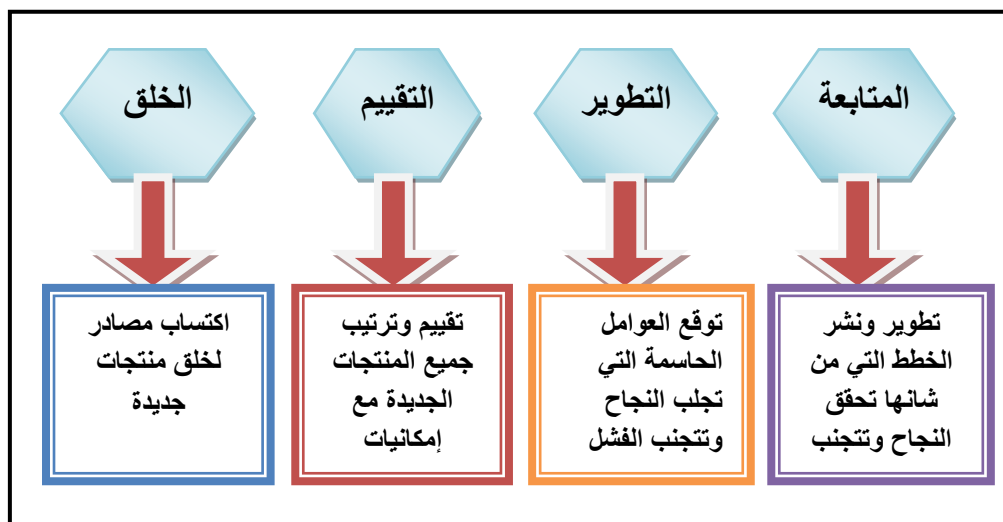 المتابعة
التطوير
التقييم
الخلق
تطوير ونشر
الخطط التي من
شانها تحقق
النجاح وتتجنب
توقع العوامل
الحاسمة التي
تجلب النجاح
وتتجنب الفشل
تقييم وترتيب
جميع المنتجات
الجديدة مع
إمكانيات
اكتساب مصادر
لخلق منتجات
جديدة